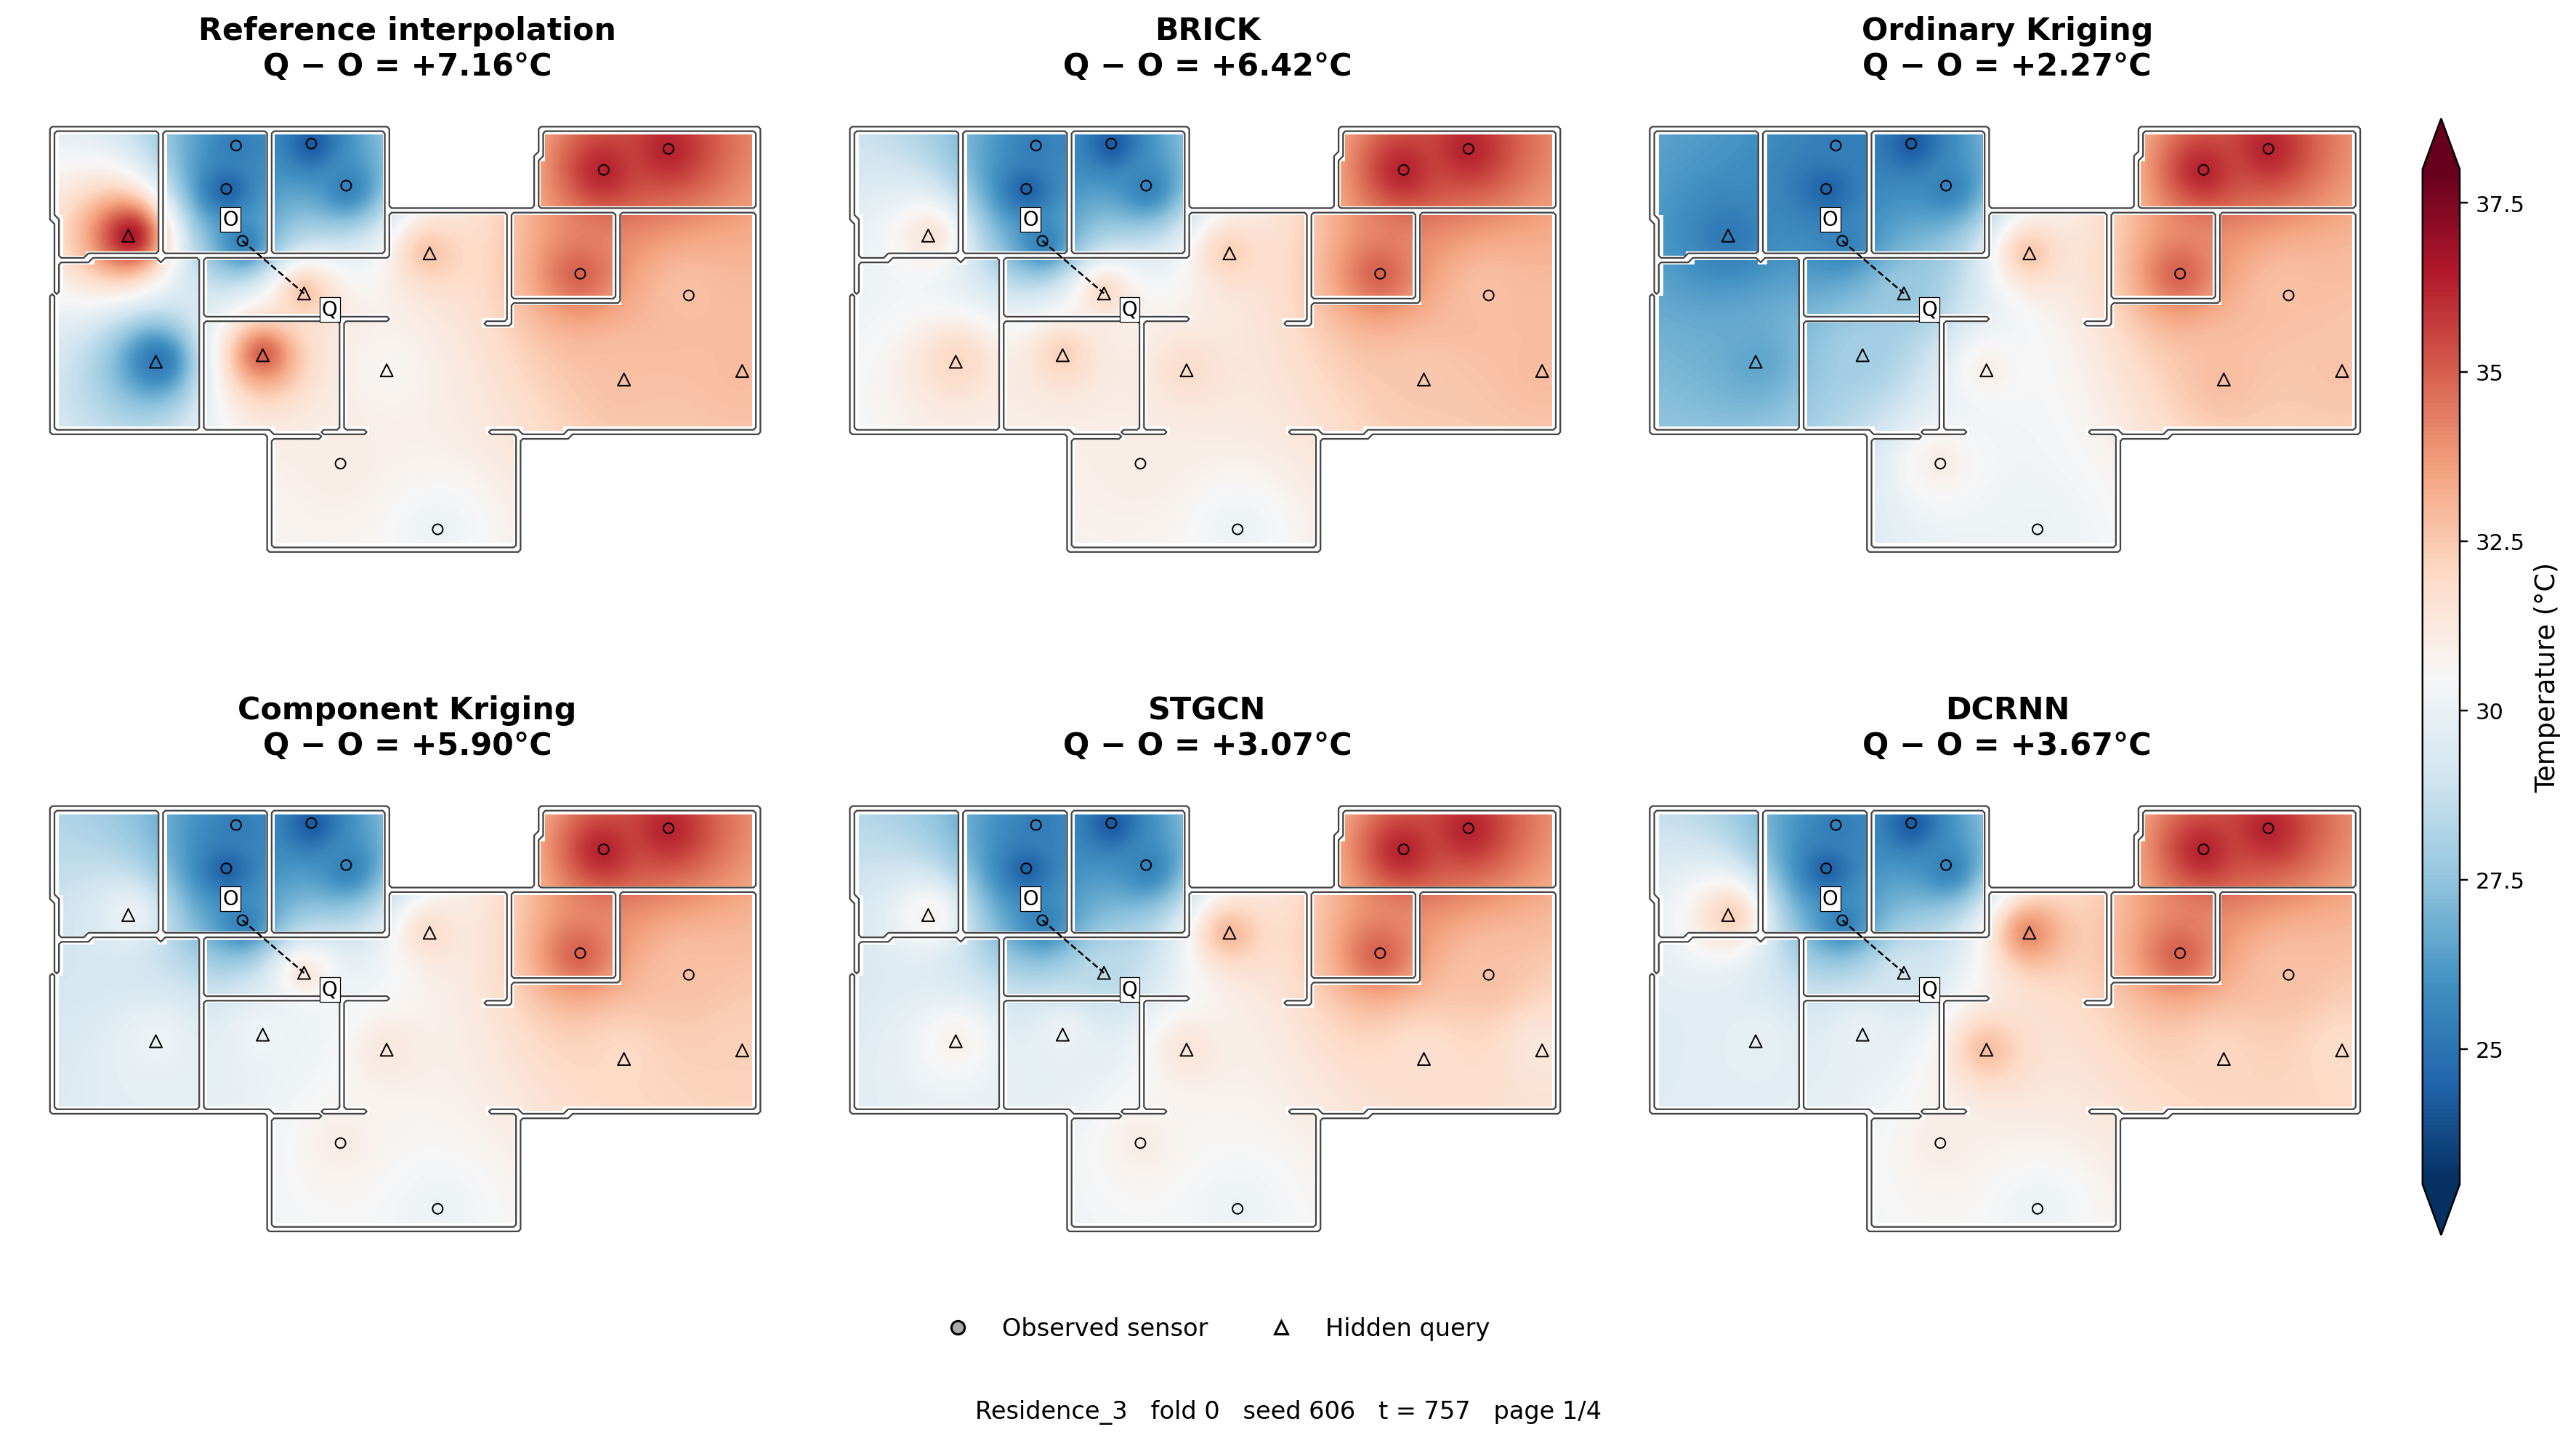 Reference interpolation
Q − O = +7.16°C
BRICK
Q − O = +6.42°C
Ordinary Kriging
Q − O = +2.27°C
O
Q
O
Q
O
Q
Component Kriging
Q − O = +5.90°C
STGCN
Q − O = +3.07°C
DCRNN
Q − O = +3.67°C
O
Q
O
Q
O
Q
37.5
35
32.5
30
27.5
25
Temperature (°C)
Observed sensor
Hidden query
Residence_3 fold 0 seed 606 t = 757 page 1/4